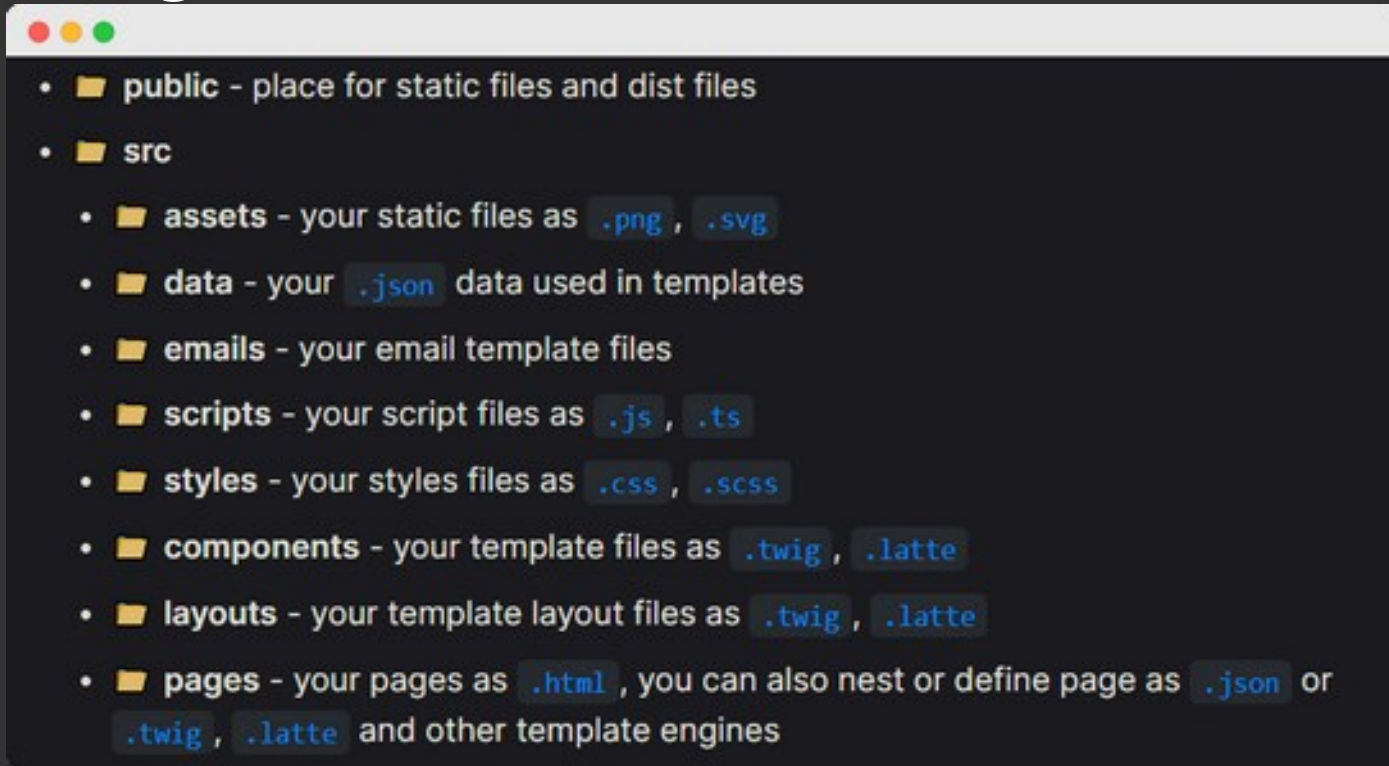 • public - place for static files and dist files
• src
• assets - your static files as .png , .svg
• data - your .json data used in templates
• emails - your email template files
• scripts - your script files as .js , .ts
• styles - your styles files as .css , .scss
• components - your template files as .twig , .latte
• layouts - your template layout files as .twig , .latte
• pages - your pages as .html , you can also nest or define page as .json or
.twig , .latte and other template engines